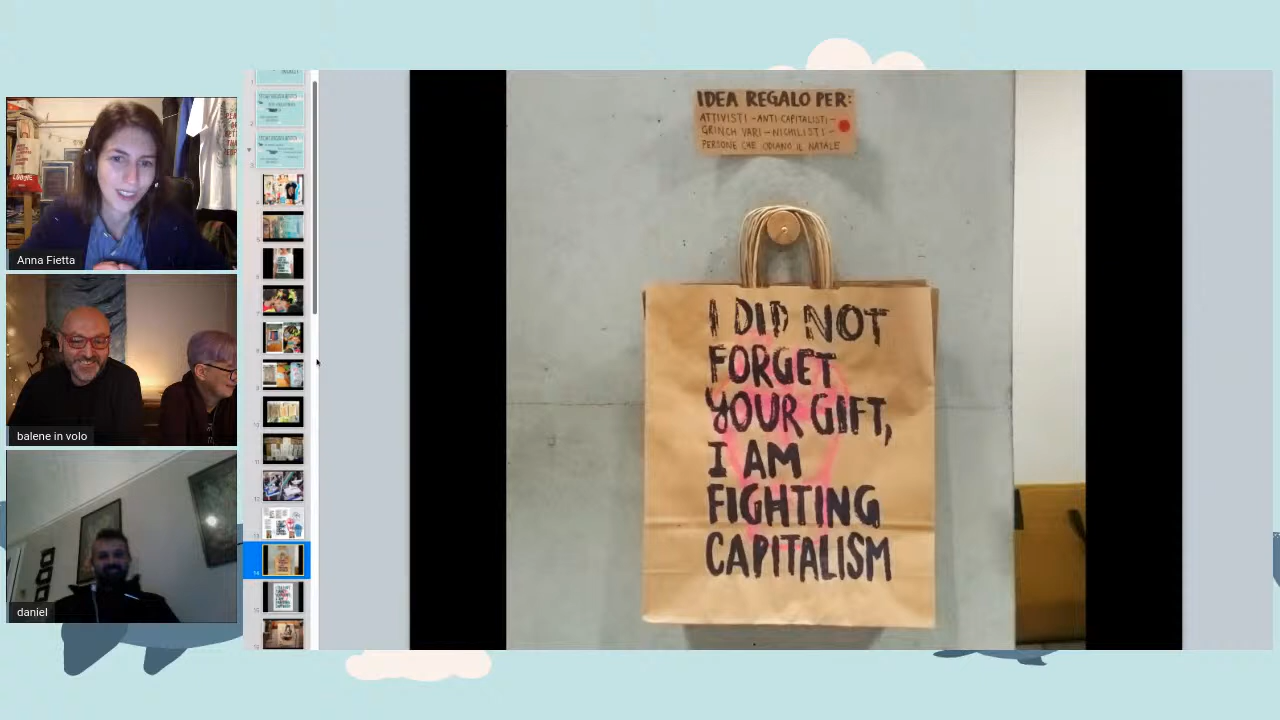 Anna Fietta
balene in volo
daniel
IDEA REGALO PER:
ATTIVISTI - ANTI CAPITALISTI -
GRINCH VARI - NICHILISTI -
PERSONE CHE ODIANO IL NATALE
I DID NOT
FORGET
YOUR GIFT,
I AM
FIGHTING
CAPITALISM